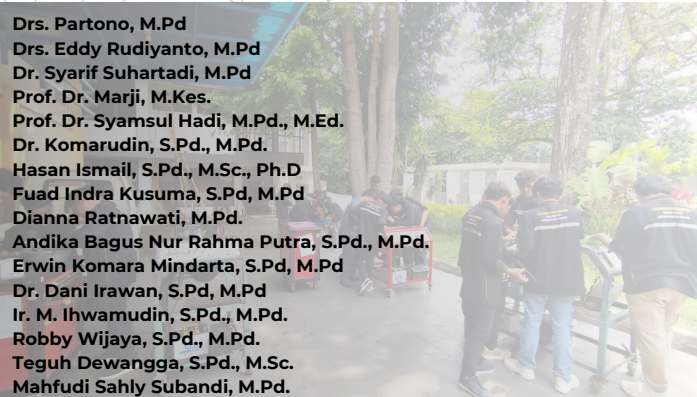 Drs. Partono, M.Pd
Drs. Eddy Rudiyanto, M.Pd
Dr. Syarif Suhartadi, M.Pd
Prof. Dr. Marji, M.Kes.
Prof. Dr. Syamsul Hadi, M.Pd., M.Ed.
Dr. Komarudin, S.Pd., M.Pd.
Hasan Ismail, S.Pd., M.Sc., Ph.D
Fuad Indra Kusuma, S.Pd, M.Pd
Dianna Ratnawati, M.Pd.
Andika Bagus Nur Rahma Putra, S.Pd., M.Pd.
Erwin Komara Mindarta, S.Pd, M.Pd
Dr. Dani Irawan, S.Pd, M.Pd
Ir. M. Ihwamudin, S.Pd., M.Pd.
Robby Wijaya, S.Pd., M.Pd.
Teguh Dewangga, S.Pd., M.Sc.
Mahfudi Sahly Subandi, M.Pd.